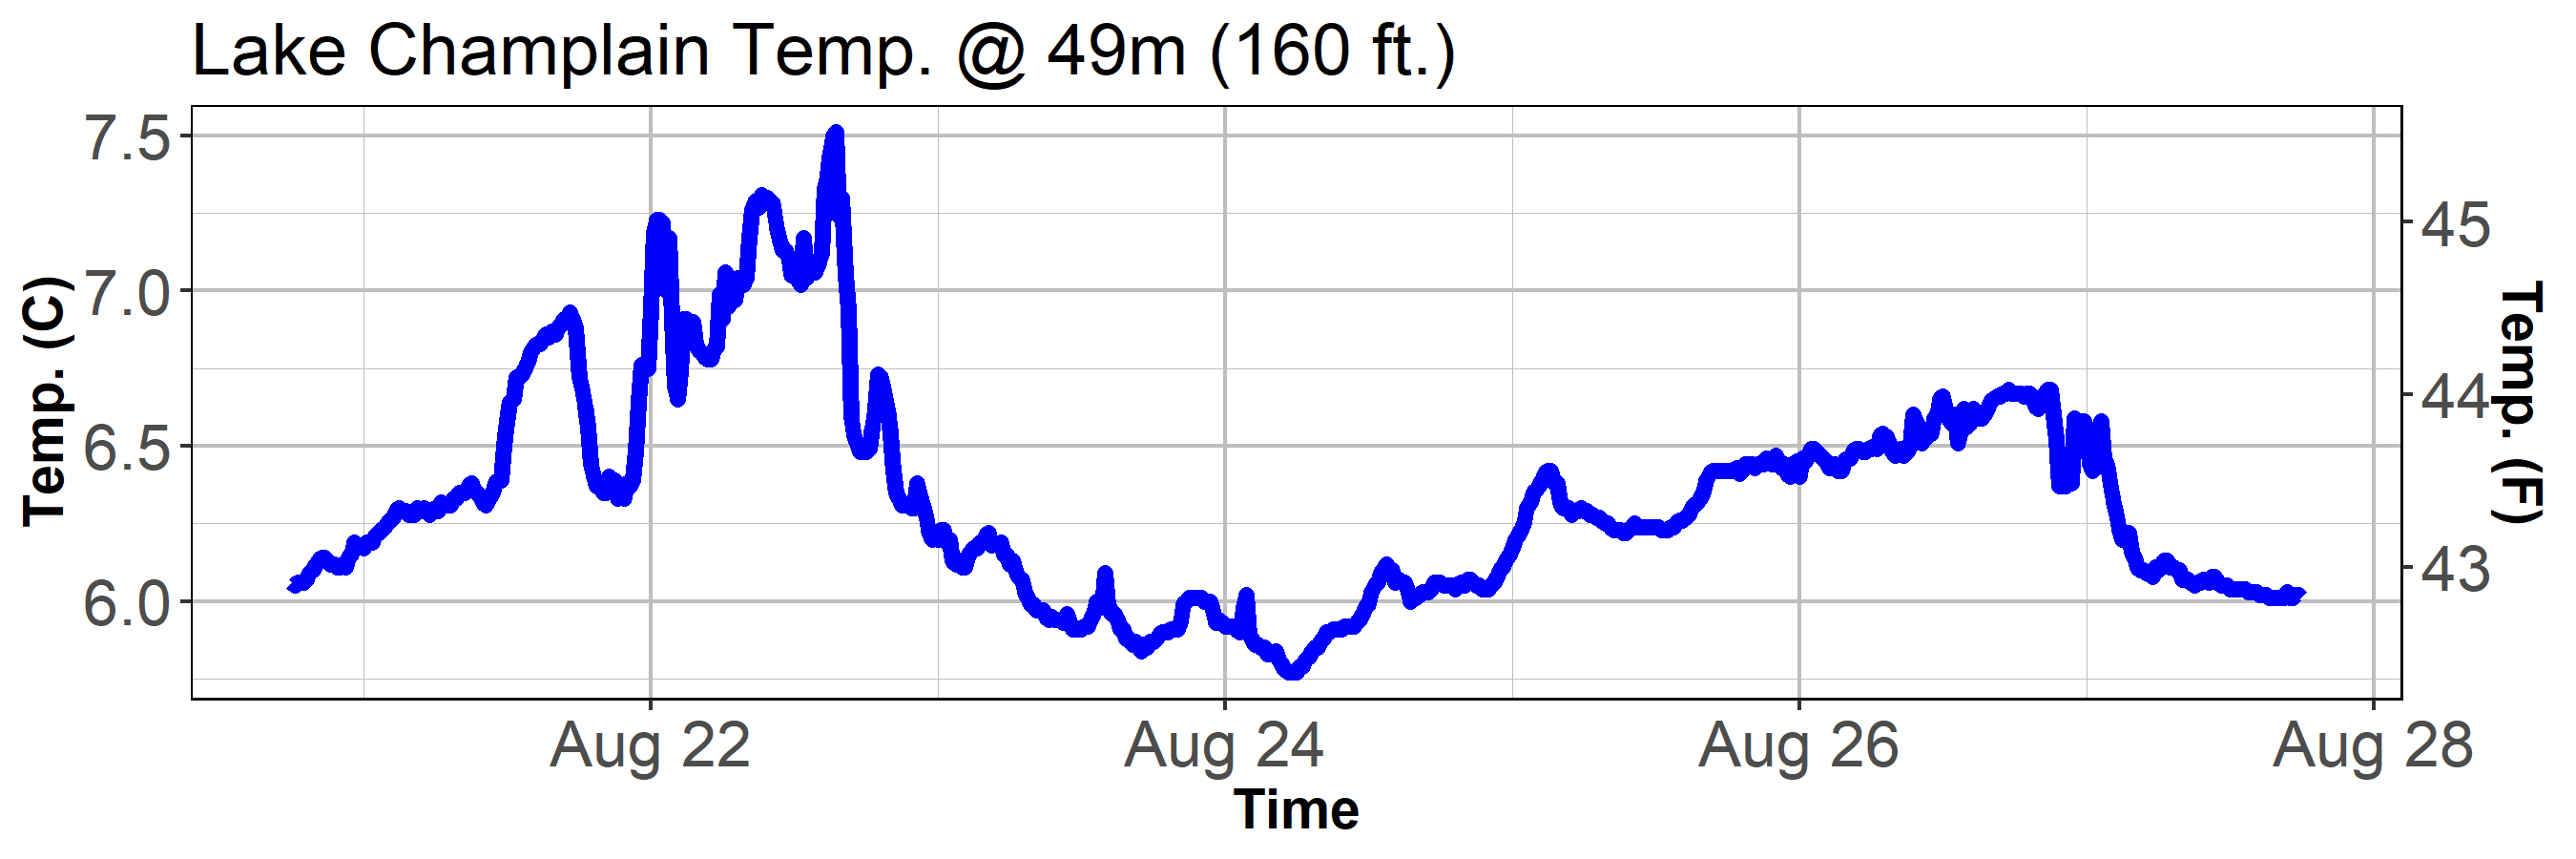 Lake Champlain Temp. @ 49m (160 ft.)
7.5
7.0
6.5
6.0
Temp. (C)
45
44
43
Temp. (F)
Aug 22
Aug 24
Aug 26
Aug 28
Time